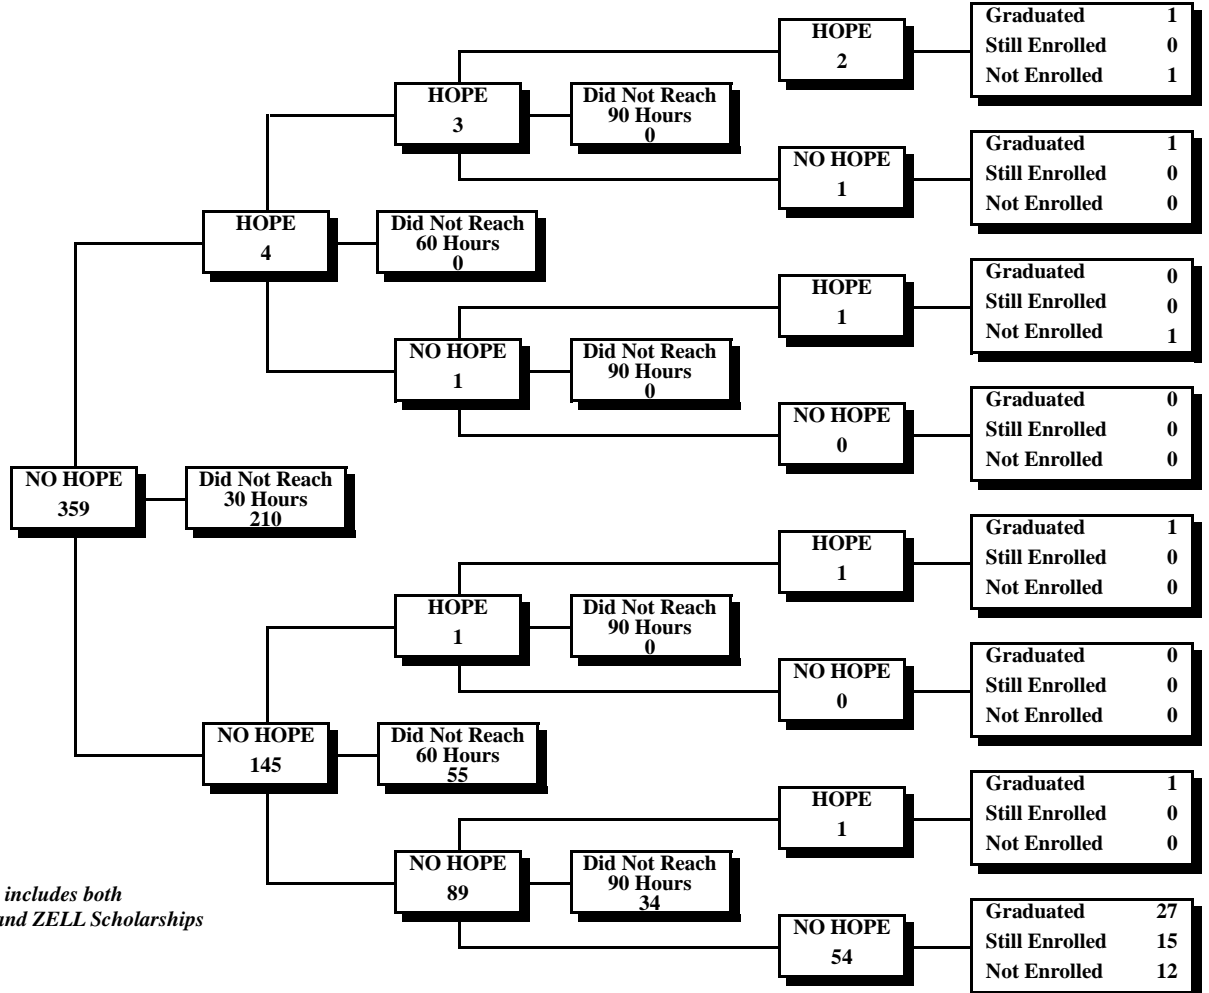 HOPE
2
Graduated 1
Still Enrolled 0
Not Enrolled 1
HOPE
3
Did Not Reach
90 Hours
0
NO HOPE
1
Graduated 1
Still Enrolled 0
Not Enrolled 0
HOPE
4
Did Not Reach
60 Hours
0
HOPE
1
Graduated 0
Still Enrolled 0
Not Enrolled 1
NO HOPE
1
Did Not Reach
90 Hours
0
NO HOPE
0
Graduated 0
Still Enrolled 0
Not Enrolled 0
NO HOPE
359
Did Not Reach
30 Hours
210
HOPE
1
Graduated 1
Still Enrolled 0
Not Enrolled 0
HOPE
1
Did Not Reach
90 Hours
0
NO HOPE
0
Graduated 0
Still Enrolled 0
Not Enrolled 0
NO HOPE
145
Did Not Reach
60 Hours
55
HOPE
1
Graduated 1
Still Enrolled 0
Not Enrolled 0
NO HOPE
89
Did Not Reach
90 Hours
34
NO HOPE
54
Graduated 27
Still Enrolled 15
Not Enrolled 12
includes both
and ZELL Scholarships